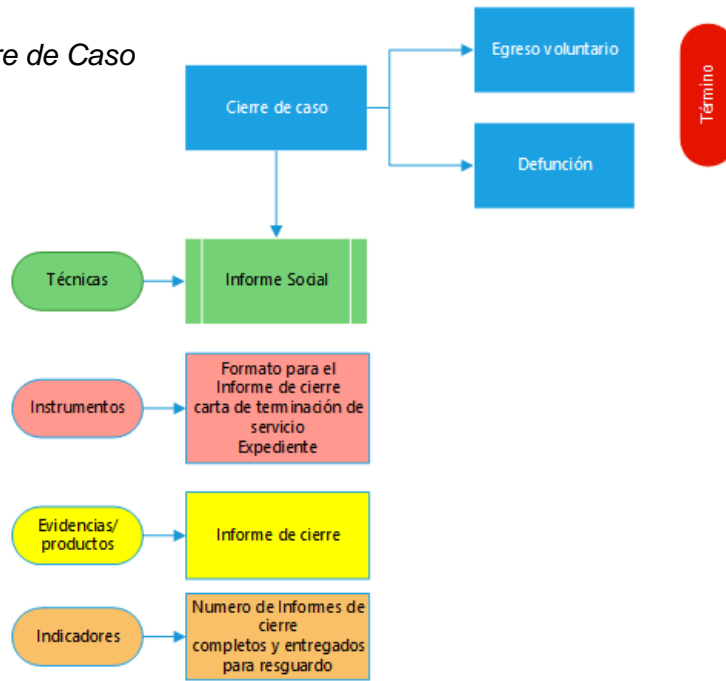 re de Caso
Egreso voluntario
Término
Cierre de caso
Defunción
Técnicas
Informe Social
Instrumentos
Formato para el
Informe de cierre
carta de terminación de
servicio
Expediente
Evidencias/
productos
Informe de cierre
Indicadores
Numero de Informes de
cierre
completos y entregados
para resguardo